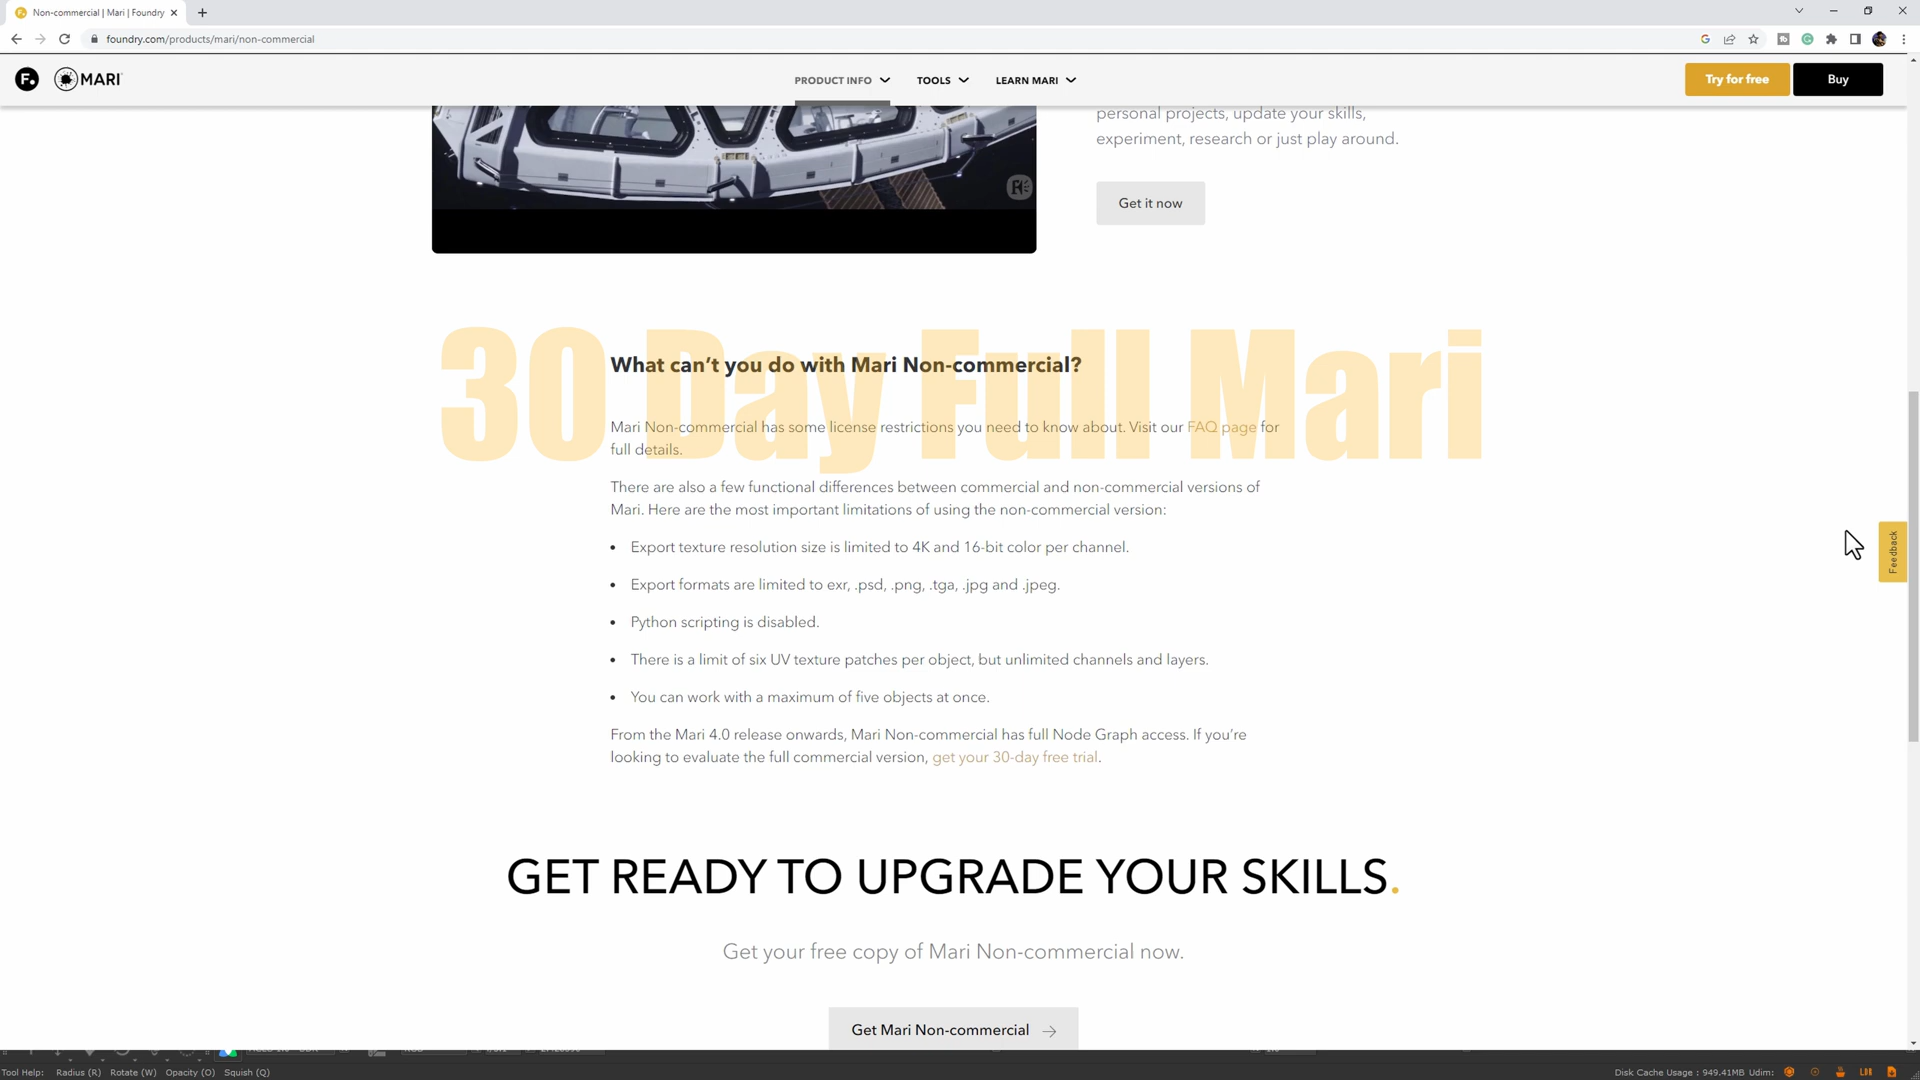 Non-commercial | Mari | Foundry
foundry.com/products/mari/non-commercial
F.
MARI
PRODUCT INFO
TOOLS
LEARN MARI
Try for free
Buy
personal projects, update your skills,
experiment, research or just play around.
Get it now
30 Day Full Mari
What can't you do with Mari Non-commercial?
Mari Non-commercial has some license restrictions you need to know about. Visit our FAQ page for
full details.
There are also a few functional differences between commercial and non-commercial versions of
Mari. Here are the most important limitations of using the non-commercial version:
• Export texture resolution size is limited to 4K and 16-bit color per channel.
• Export formats are limited to exr, .psd, .png, .tga, .jpg and .jpeg.
• Python scripting is disabled.
• There is a limit of six UV texture patches per object, but unlimited channels and layers.
• You can work with a maximum of five objects at once.
From the Mari 4.0 release onwards, Mari Non-commercial has full Node Graph access. If you're
looking to evaluate the full commercial version, get your 30-day free trial.
Feedback
GET READY TO UPGRADE YOUR SKILLS.
Get your free copy of Mari Non-commercial now.
Get Mari Non-commercial →
Tool Help: Radius (R) Rotate (W) Opacity (O) Squish (Q)
Disk Cache Usage : 949.41MB Udim: